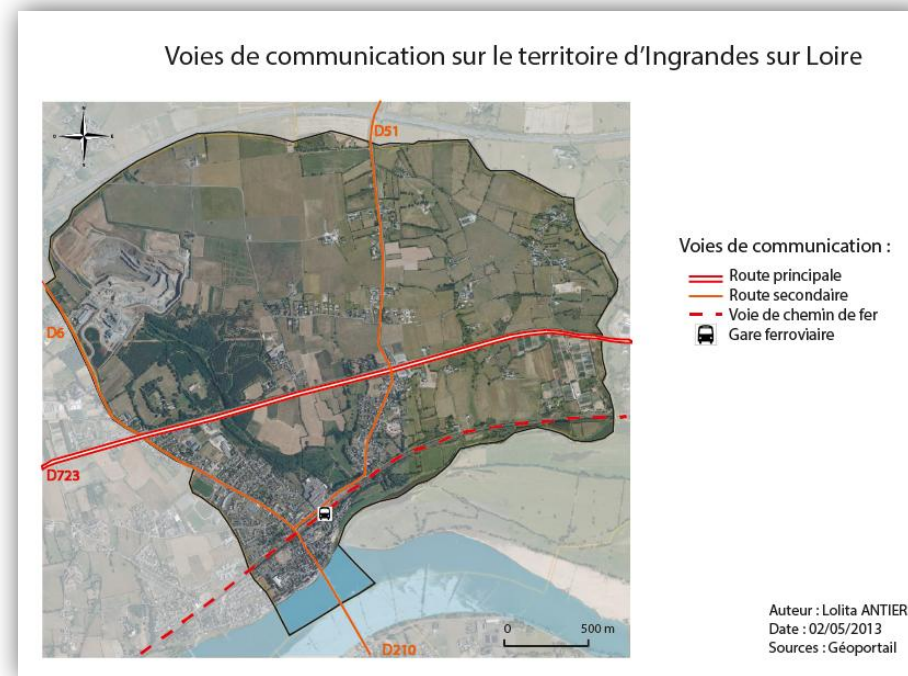 Voies de communication sur le territoire d'Ingrandes sur Loire
D51
D6
D723
D210
0 500 m
Voies de communication :
Route principale
Route secondaire
Voie de chemin de fer
Gare ferroviaire
Auteur : Lolita ANTIER
Date : 02/05/2013
Sources : Géoportail